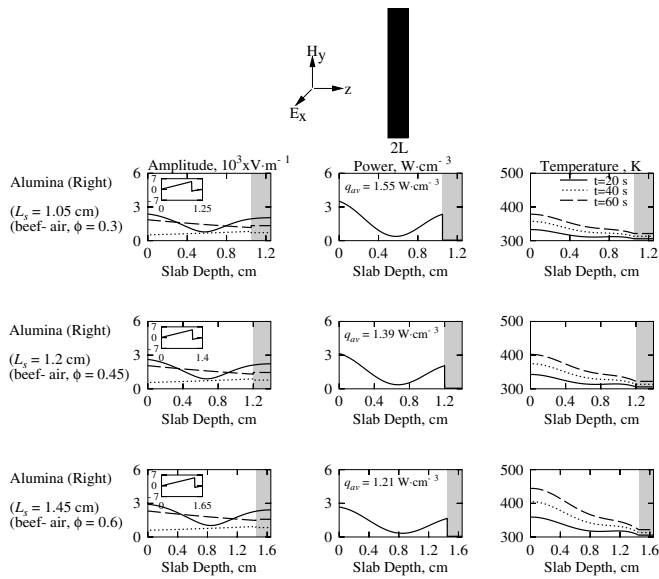 H y
z
E x
2L
Amplitude, 10³xV·m⁻¹
Power, W·cm⁻³
Temperature , K
Alumina (Right)
(L_s = 1.05 cm)
(beef- air, ϕ = 0.3)
6
3
0
7
0
-7
0 1.25
0 0.4 0.8 1.2
Slab Depth, cm
6
3
0
q_av = 1.55 W·cm⁻³
0 0.4 0.8 1.2
Slab Depth, cm
500
400
300
t=20 s
t=40 s
t=60 s
0 0.4 0.8 1.2
Slab Depth, cm
Alumina (Right)
(L_s = 1.2 cm)
(beef- air, ϕ = 0.45)
6
3
0
7
0
-7
0 1.4
0 0.4 0.8 1.2
Slab Depth, cm
6
3
0
q_av = 1.39 W·cm⁻³
0 0.4 0.8 1.2
Slab Depth, cm
500
400
300
0 0.4 0.8 1.2
Slab Depth, cm
Alumina (Right)
(L_s = 1.45 cm)
(beef- air, ϕ = 0.6)
6
3
0
7
0
-7
0 1.65
0 0.4 0.8 1.2 1.6
Slab Depth, cm
6
3
0
q_av = 1.21 W·cm⁻³
0 0.4 0.8 1.2 1.6
Slab Depth, cm
500
400
300
0 0.4 0.8 1.2 1.6
Slab Depth, cm